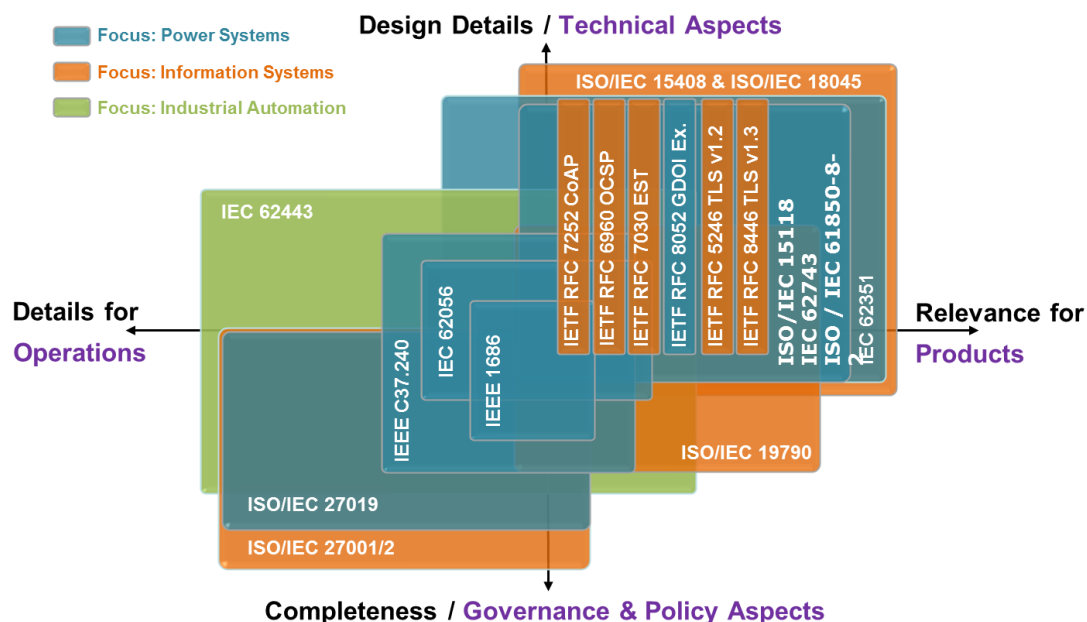 Design Details / Technical Aspects
Focus: Power Systems
Focus: Information Systems
Focus: Industrial Automation
ISO/IEC 15408 & ISO/IEC 18045
IETF RFC 7252 CoAP
IETF RFC 6960 OCSP
IETF RFC 7030 EST
IETF RFC 8052 GDOI Ex.
IETF RFC 5246 TLS v1.2
IETF RFC 8446 TLS v1.3
ISO/IEC 15118
IEC 62743
ISO / IEC 61850-8-
2
IEC 62351
IEC 62443
Details for
Operations
Relevance for
Products
IEEE C37.240
IEC 62056
IEEE 1686
ISO/IEC 19790
ISO/IEC 27019
ISO/IEC 27001/2
Completeness / Governance & Policy Aspects